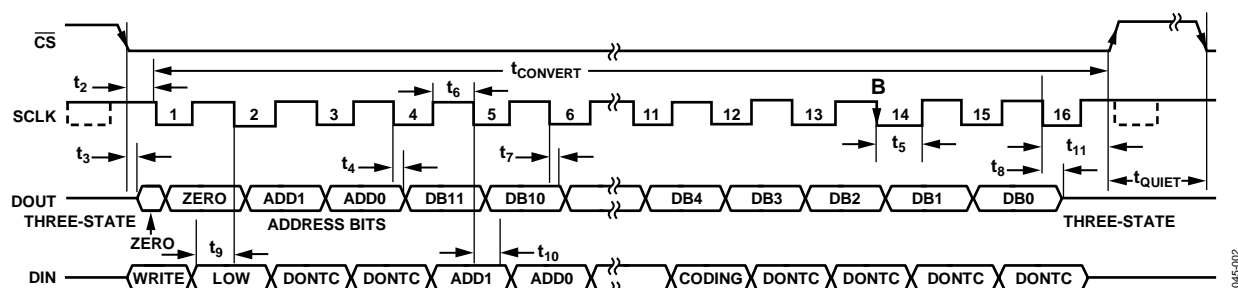 CS
t2
tCONVERT
t6
B
SCLK
1 2 3 4 5 6 11 12 13 14 15 16
t3
t4
t7
t5
t8
t11
tQUIET
DOUT
ZERO ADD1 ADD0 DB11 DB10 DB4 DB3 DB2 DB1 DB0
THREE-STATE
ZERO
ADDRESS BITS
THREE-STATE
t9
t10
DIN
WRITE LOW DONTC DONTC ADD1 ADD0 CODING DONTC DONTC DONTC DONTC
045-002